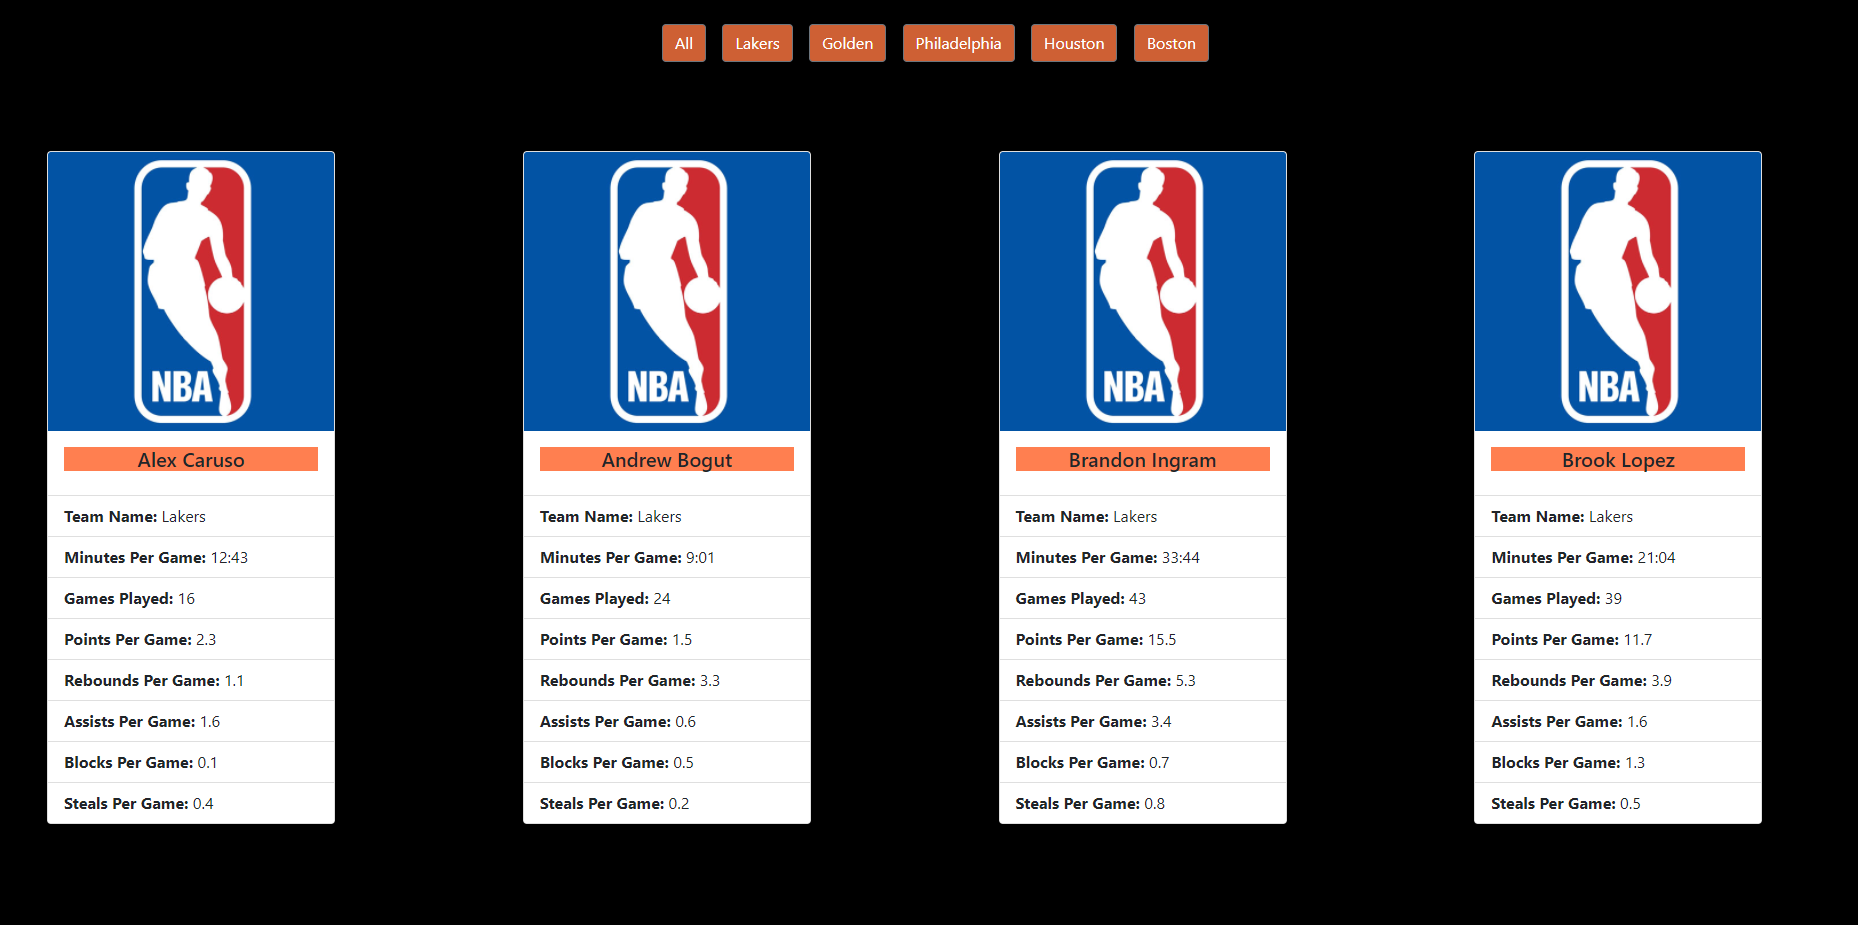 All
Lakers
Golden
Philadelphia
Houston
Boston
NBA
Alex Caruso
Team Name: Lakers
Minutes Per Game: 12:43
Games Played: 16
Points Per Game: 2.3
Rebounds Per Game: 1.1
Assists Per Game: 1.6
Blocks Per Game: 0.1
Steals Per Game: 0.4
NBA
Andrew Bogut
Team Name: Lakers
Minutes Per Game: 9:01
Games Played: 24
Points Per Game: 1.5
Rebounds Per Game: 3.3
Assists Per Game: 0.6
Blocks Per Game: 0.5
Steals Per Game: 0.2
NBA
Brandon Ingram
Team Name: Lakers
Minutes Per Game: 33:44
Games Played: 43
Points Per Game: 15.5
Rebounds Per Game: 5.3
Assists Per Game: 3.4
Blocks Per Game: 0.7
Steals Per Game: 0.8
NBA
Brook Lopez
Team Name: Lakers
Minutes Per Game: 21:04
Games Played: 39
Points Per Game: 11.7
Rebounds Per Game: 3.9
Assists Per Game: 1.6
Blocks Per Game: 1.3
Steals Per Game: 0.5